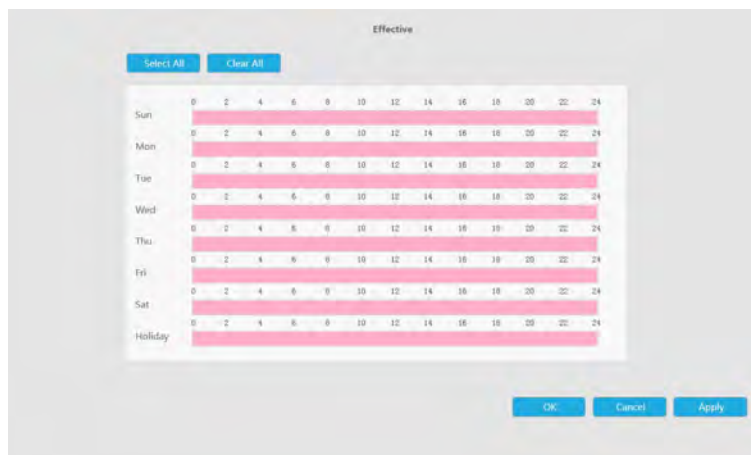 Effective
Select All Clear All
0 2 4 6 8 10 12 14 16 18 20 22 24
Sun
0 2 4 6 8 10 12 14 16 18 20 22 24
Mon
0 2 4 6 8 10 12 14 16 18 20 22 24
Tue
0 2 4 6 8 10 12 14 16 18 20 22 24
Wed
0 2 4 6 8 10 12 14 16 18 20 22 24
Thu
0 2 4 6 8 10 12 14 16 18 20 22 24
Fri
0 2 4 6 8 10 12 14 16 18 20 22 24
Sat
0 2 4 6 8 10 12 14 16 18 20 22 24
Holiday
OK Cancel Apply